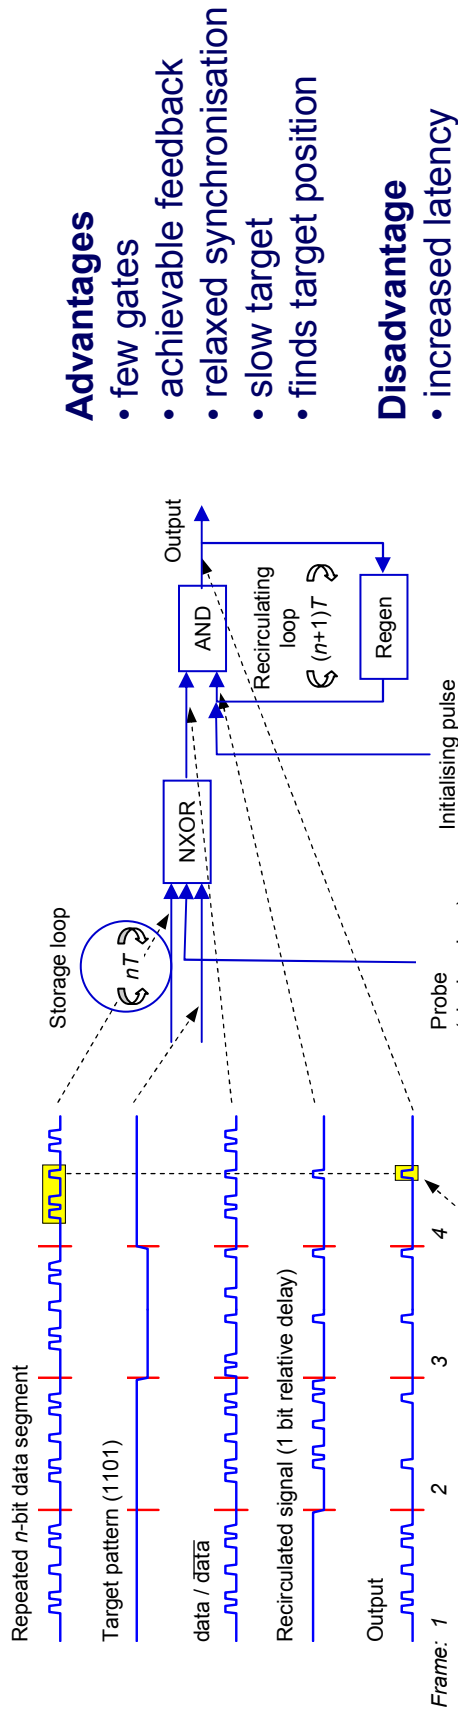 Repeated n-bit data segment
Target pattern (1101)
data / data
Recirculated signal (1 bit relative delay)
Output
Frame: 1 2 3 4
Storage loop
nT
NXOR
AND
Output
Recirculating
loop
(n+1)T
Regen
Probe
Initialising pulse
Advantages
• few gates
• achievable feedback
• relaxed synchronisation
• slow target
• finds target position
Disadvantage
• increased latency